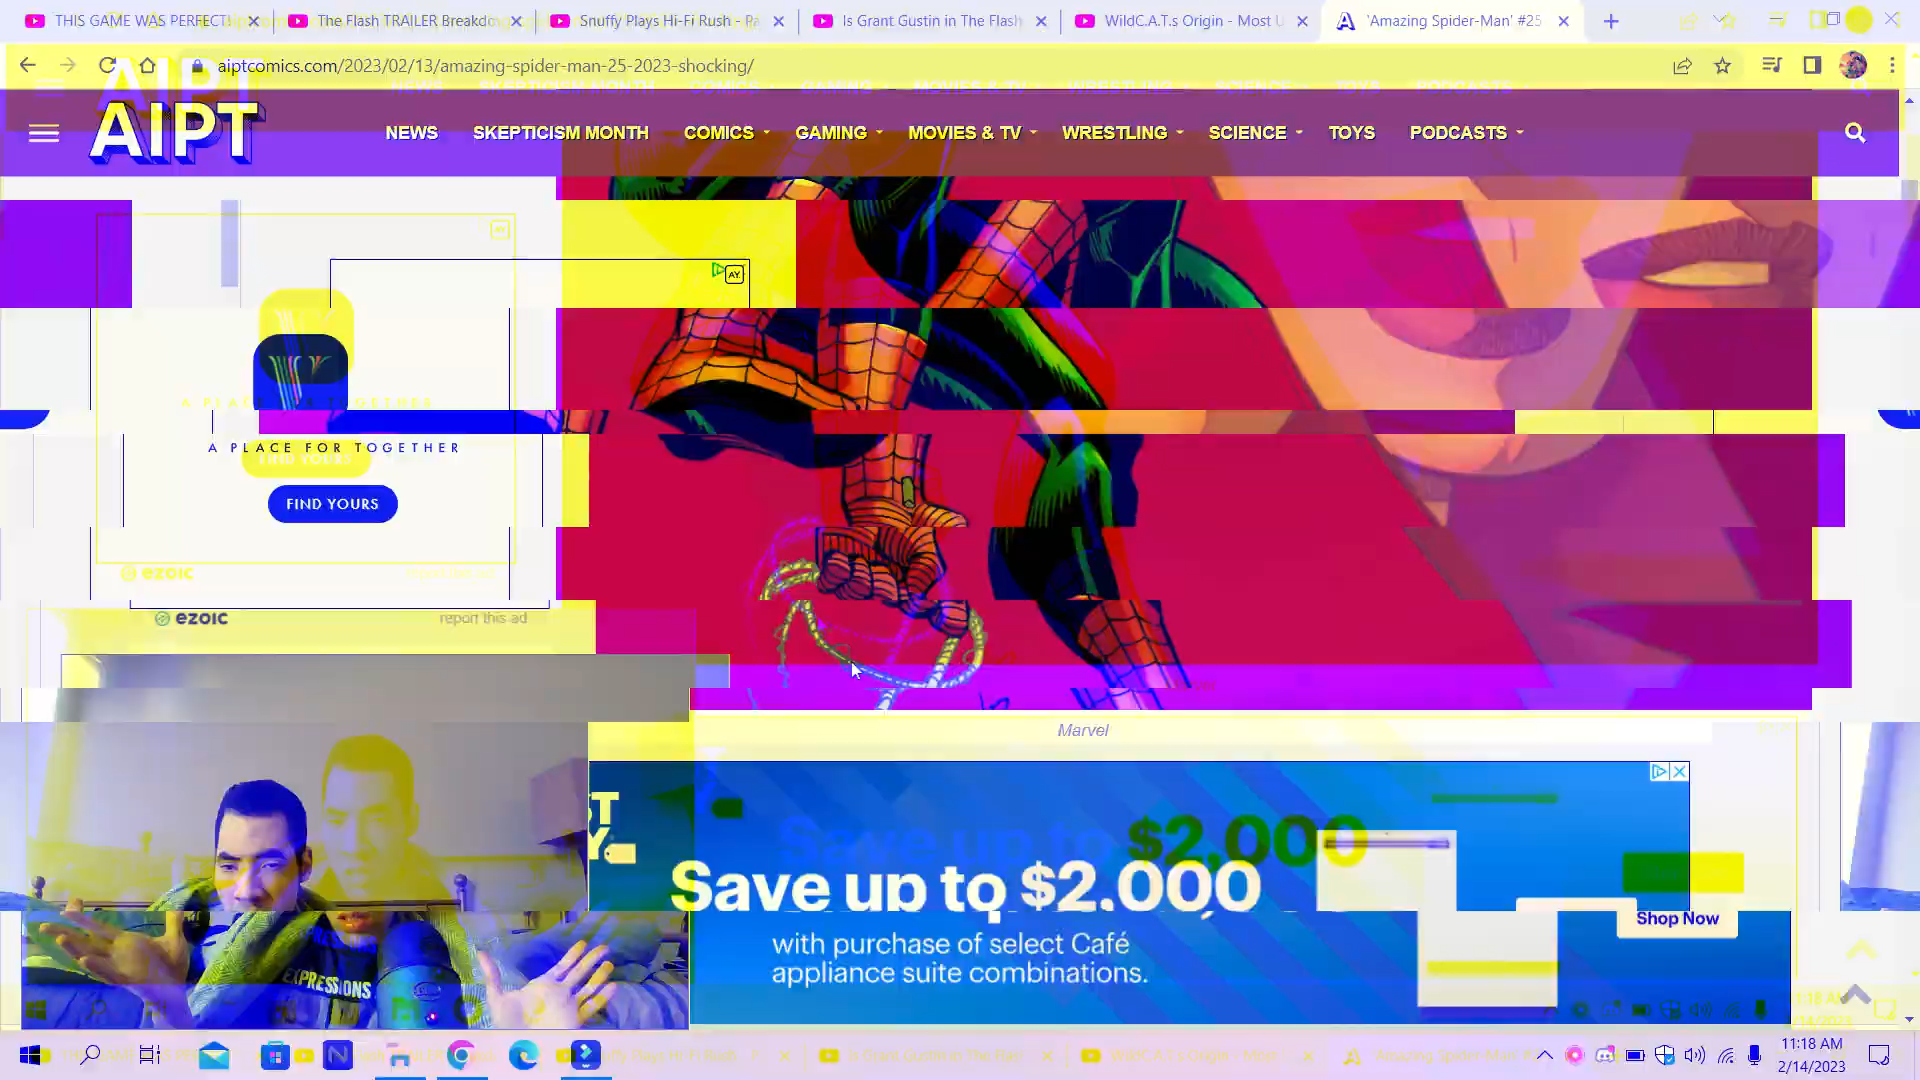 THIS GAME WAS PERFECT!
The Flash TRAILER Breakdo
Snuffy Plays Hi-Fi Rush - Pa
Is Grant Gustin in The Flash
WildC.A.T.s Origin - Most U
'Amazing Spider-Man' #25
aiptcomics.com/2023/02/13/amazing-spider-man-25-2023-shocking/
AIPT
NEWS SKEPTICISM MONTH COMICS GAMING MOVIES & TV WRESTLING SCIENCE TOYS PODCASTS
AY
A PLACE FOR TOGETHER
FIND YOURS
ezoic
report this ad
Marvel
Save up to $2,000
with purchase of select Café
appliance suite combinations.
Shop Now
EXPRESSIONS
11:18 AM
2/14/2023